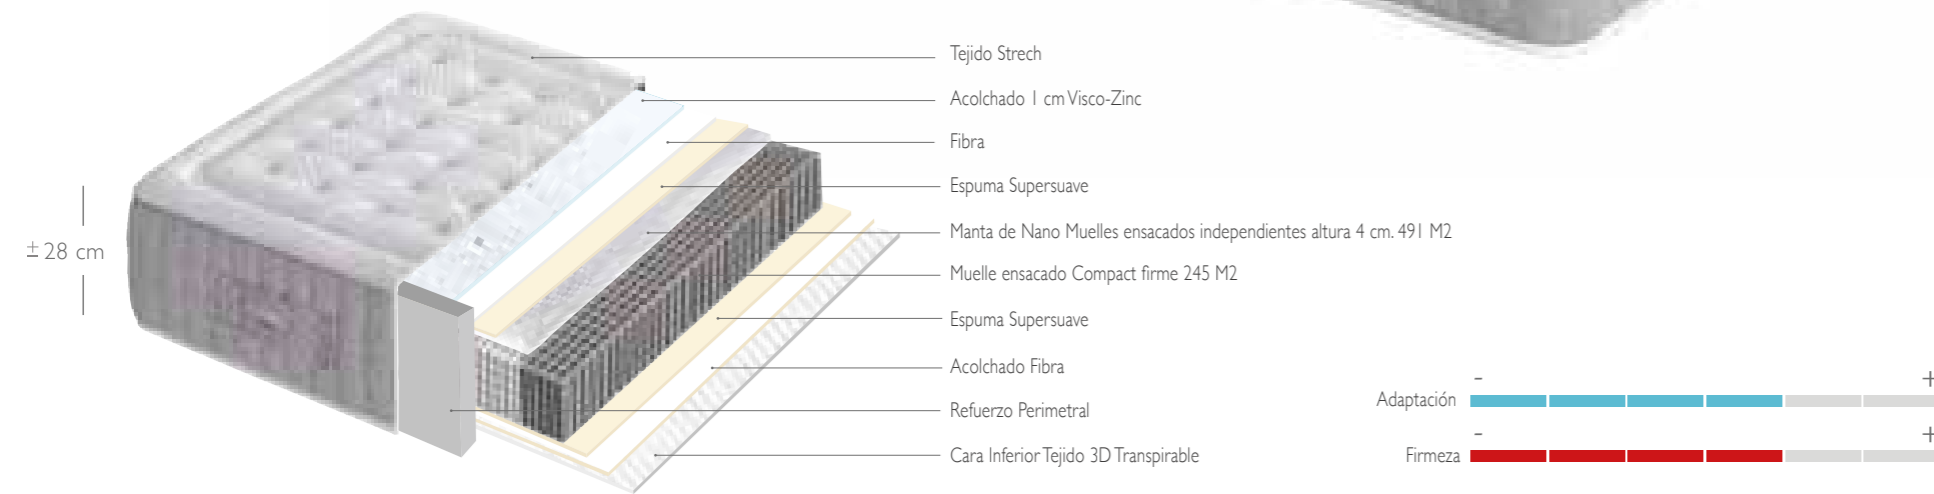 Tejido Strech
Acolchado 1 cm Visco-Zinc
Fibra
Espuma Supersuave
Manta de Nano Muelles ensacados independientes altura 4 cm. 491 M2
± 28 cm
Muelle ensacado Compact firme 245 M2
Espuma Supersuave
Acolchado Fibra
Refuerzo Perimetral
Cara Inferior Tejido 3D Transpirable
- +
Adaptación
- +
Firmeza